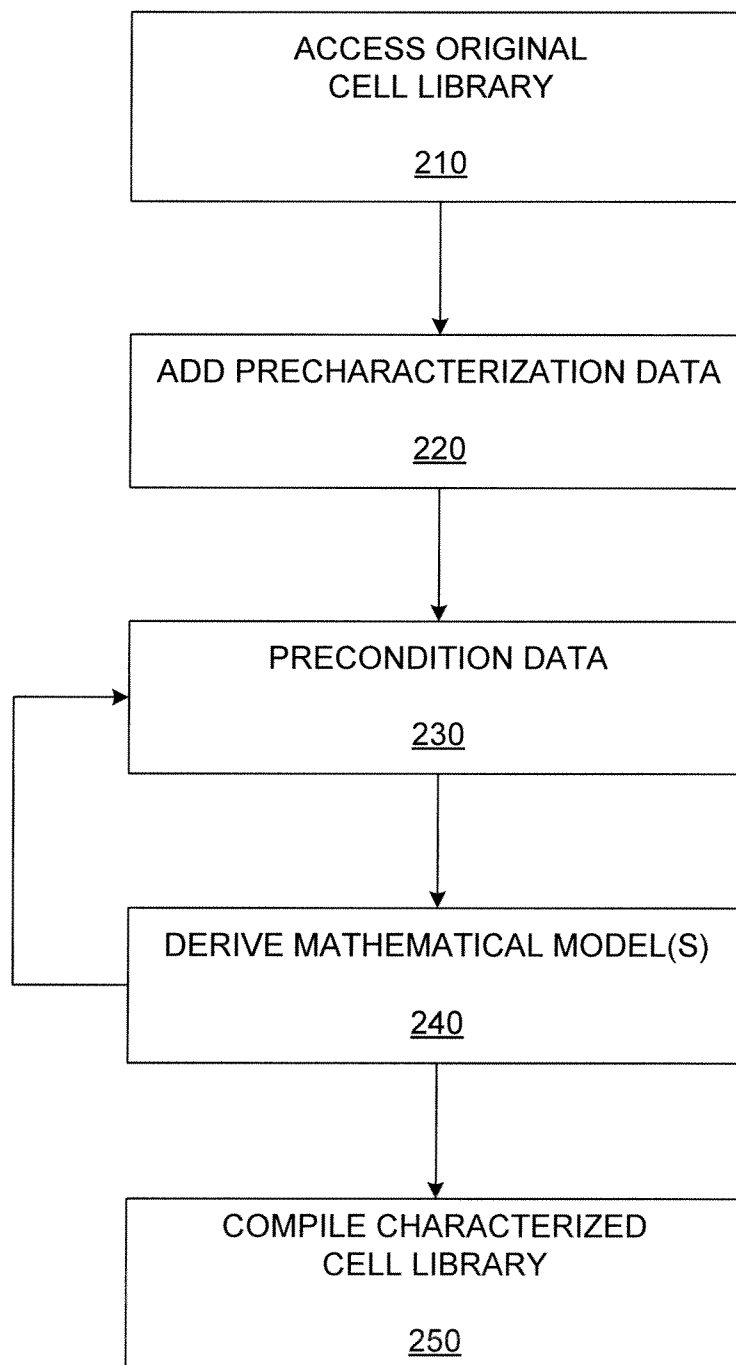 ACCESS ORIGINAL
CELL LIBRARY
210
ADD PRECHARACTERIZATION DATA
220
PRECONDITION DATA
230
DERIVE MATHEMATICAL MODEL(S)
240
COMPILE CHARACTERIZED
CELL LIBRARY
250